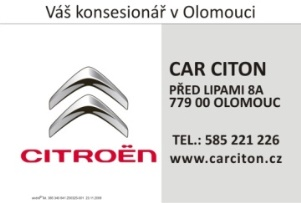 Váš konsesionář v Olomouci
CAR CITON
PŘED LIPAMI 8A
779 00 OLOMOUC
TEL.: 585 221 226
www.carciton.cz
CITROËN